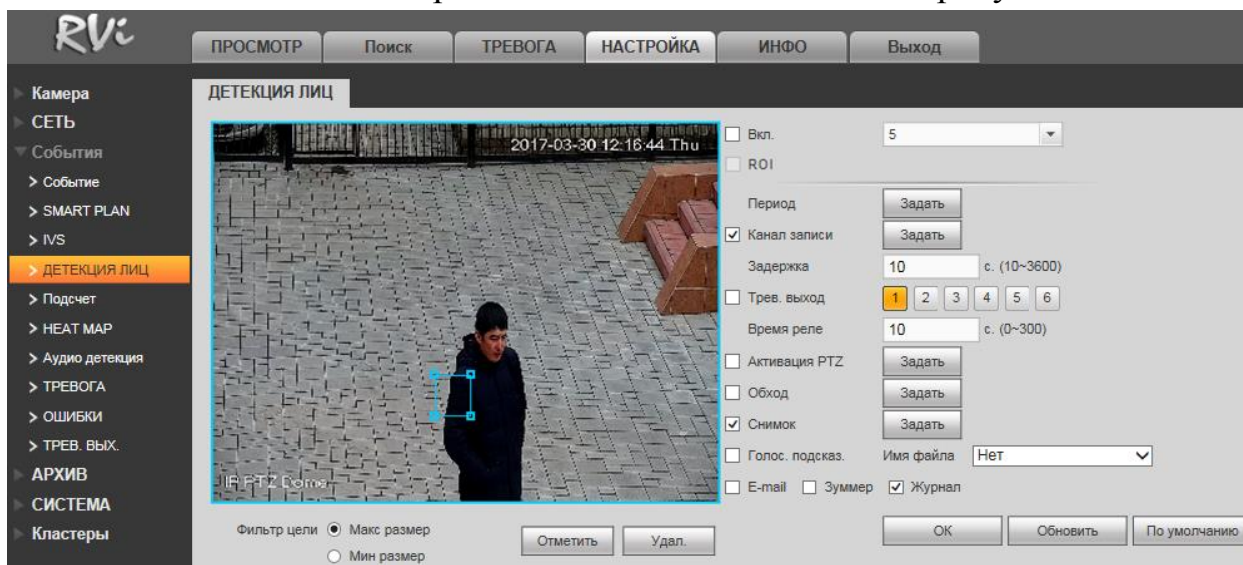 RVi
ПРОСМОТР Поиск ТРЕВОГА НАСТРОЙКА ИНФО Выход
Камера
СЕТЬ
События
> Событие
> SMART PLAN
> IVS
> ДЕТЕКЦИЯ ЛИЦ
> Подсчет
> HEAT MAP
> Аудио детекция
> ТРЕВОГА
> ОШИБКИ
> ТРЕВ. ВЫХ.
АРХИВ
СИСТЕМА
Кластеры
ДЕТЕКЦИЯ ЛИЦ
2017-03-30 12:16:44 Thu
IR PTZ Dome
Фильтр цели Макс размер
Мин размер
Отметить Удал.
Вкл. 5
ROI
Период Задать
Канал записи Задать
Задержка 10 с. (10~3600)
Трев. выход 1 2 3 4 5 6
Время реле 10 с. (0~300)
Активация PTZ Задать
Обход Задать
Снимок Задать
Голос. подсказ. Имя файла Нет
E-mail Зуммер Журнал
ОК Обновить По умолчанию